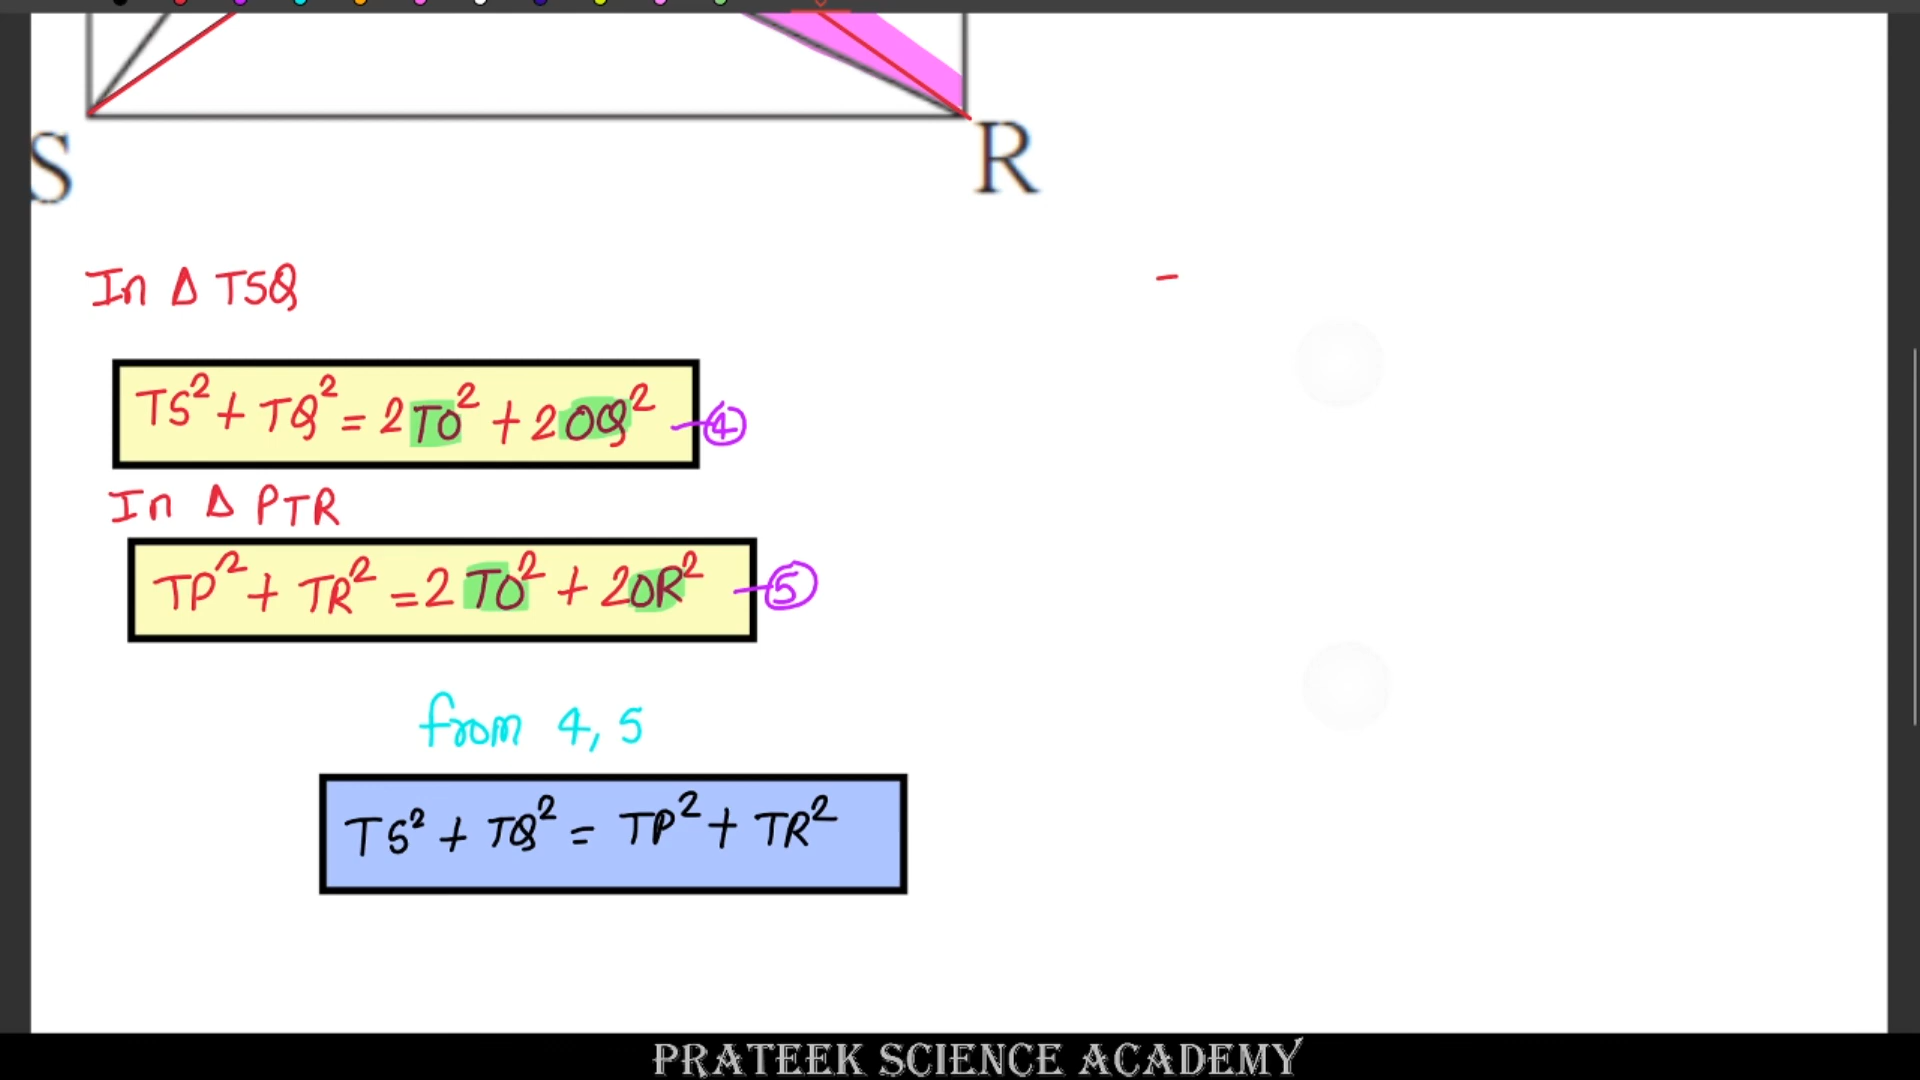 S
R
In Δ TSQ
TS² + TQ² = 2TO² + 2OQ² - ④
In Δ PTR
TP² + TR² = 2TO² + 2OR² - ⑤
from 4, 5
TS² + TQ² = TP² + TR²
PRATEEK SCIENCE ACADEMY